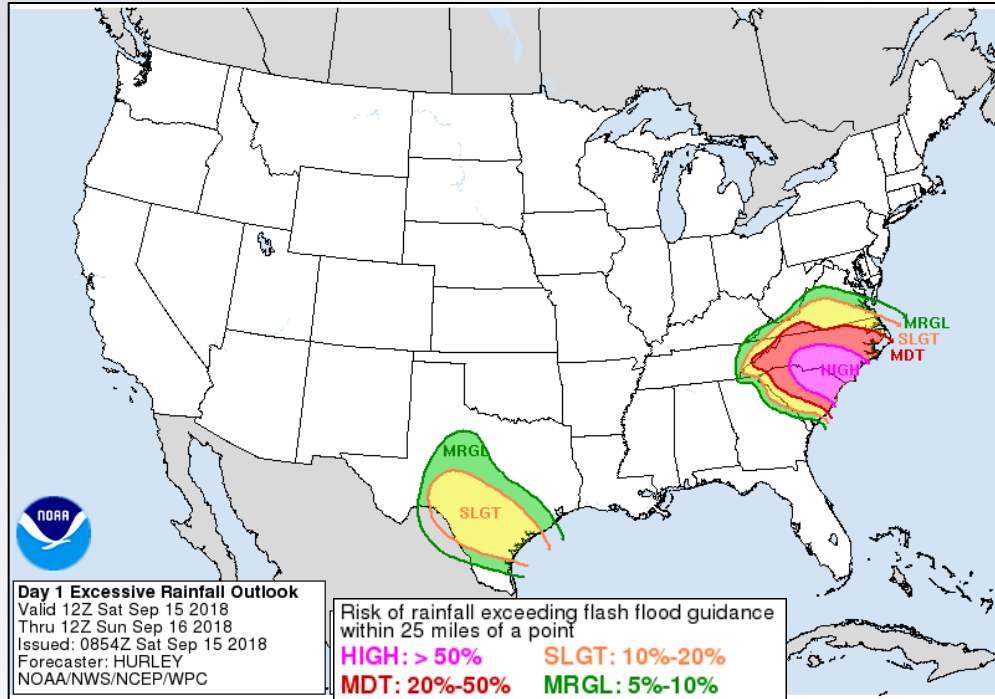 MRGL
SLGT
MDT
HIGH
MRGL
SLGT
NOAA
Day 1 Excessive Rainfall Outlook
Valid 12Z Sat Sep 15 2018
Thru 12Z Sun Sep 16 2018
Issued: 0854Z Sat Sep 15 2018
Forecaster: HURLEY
NOAA/NWS/NCEP/WPC
Risk of rainfall exceeding flash flood guidance
within 25 miles of a point
HIGH: > 50% SLGT: 10%-20%
MDT: 20%-50% MRGL: 5%-10%